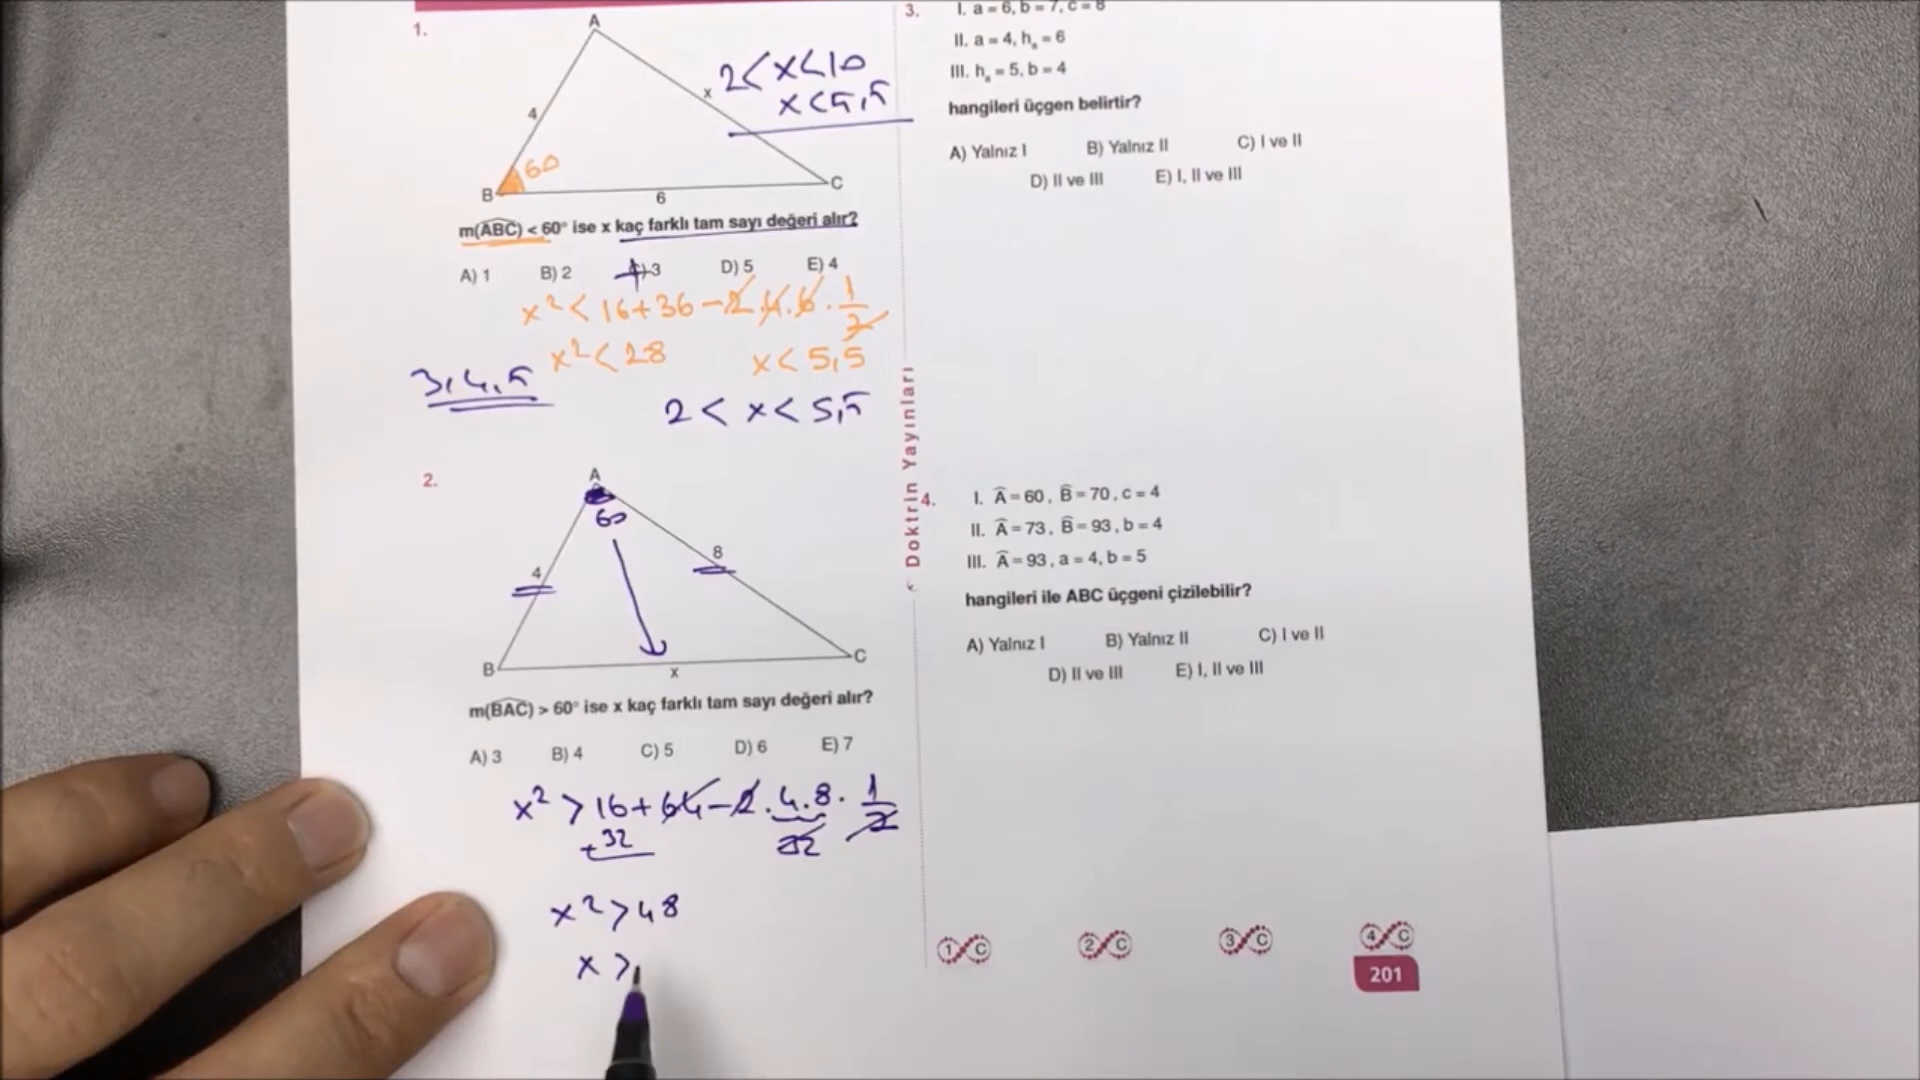 1.
A
4
x
2 < x < 10
x < 5,5
60
B
6
C
m(ABC) < 60° ise x kaç farklı tam sayı değeri alır?
A) 1 B) 2 C) 3 D) 5 E) 4
x² < 16 + 36 - 2.4.6.1/2
x² < 28 x < 5,5
3,4,5
2 < x < 5,5
2.
A
60
4
8
B
x
C
m(BAC) > 60° ise x kaç farklı tam sayı değeri alır?
A) 3 B) 4 C) 5 D) 6 E) 7
x² > 16 + 64 - 2.4.8.1/2
+32
32
x² > 48
x >
Doktrin Yayınları
3.
I. a = 6, b = 7, c = 8
II. a = 4, hₐ = 6
III. hₐ = 5, b = 4
hangileri üçgen belirtir?
A) Yalnız I B) Yalnız II C) I ve II
D) II ve III E) I, II ve III
4.
I. Â = 60, B̂ = 70, c = 4
II. Â = 73, B̂ = 93, b = 4
III. Â = 93, a = 4, b = 5
hangileri ile ABC üçgeni çizilebilir?
A) Yalnız I B) Yalnız II C) I ve II
D) II ve III E) I, II ve III
1 C 2 C 3 C 4 C
201